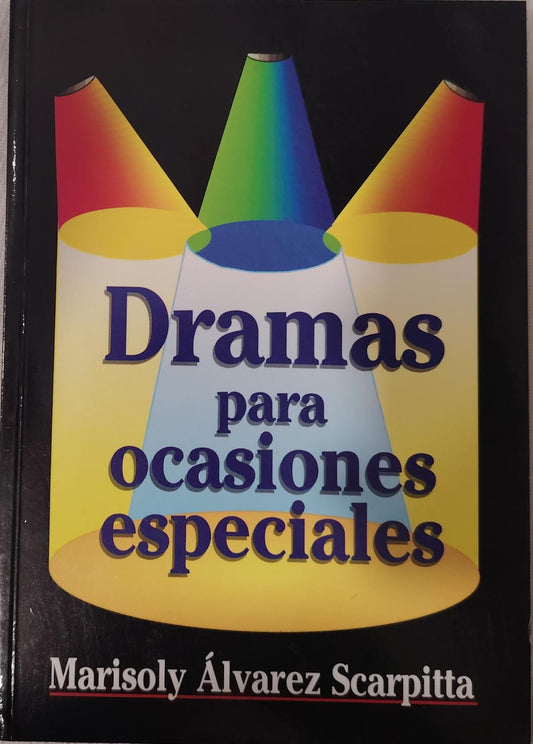 Dramas
para
ocasiones
especiales
Marisoly Álvarez Scarpitta